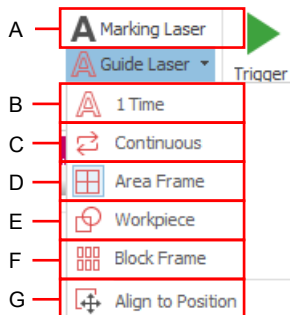 A Marking Laser
Guide Laser
Trigger
B 1 Time
C Continuous
D Area Frame
E Workpiece
F Block Frame
G Align to Position